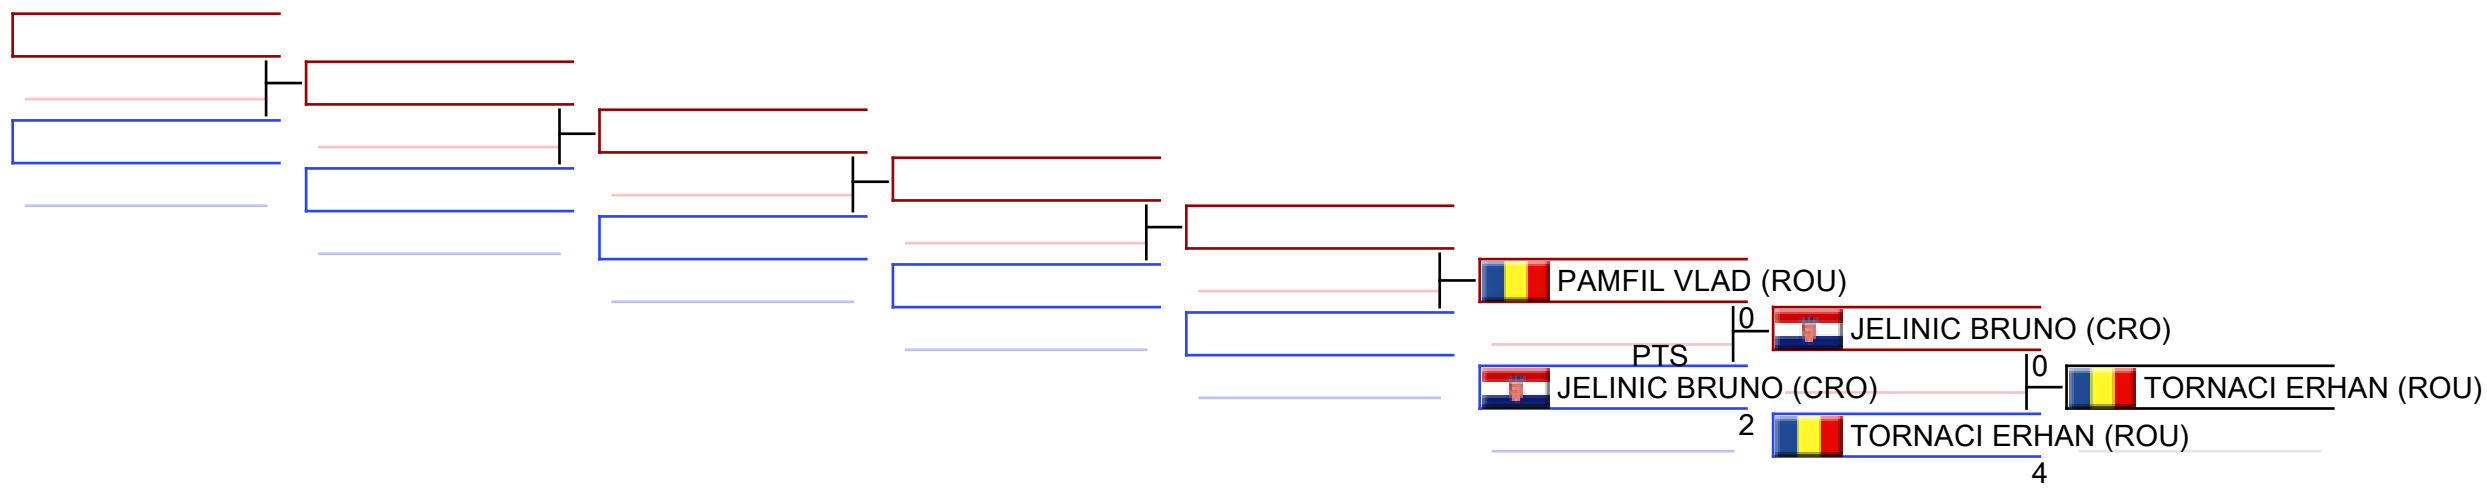 PAMFIL VLAD (ROU)
0
JELINIC BRUNO (CRO)
PTS
0
JELINIC BRUNO (CRO)
TORNACI ERHAN (ROU)
2
TORNACI ERHAN (ROU)
4